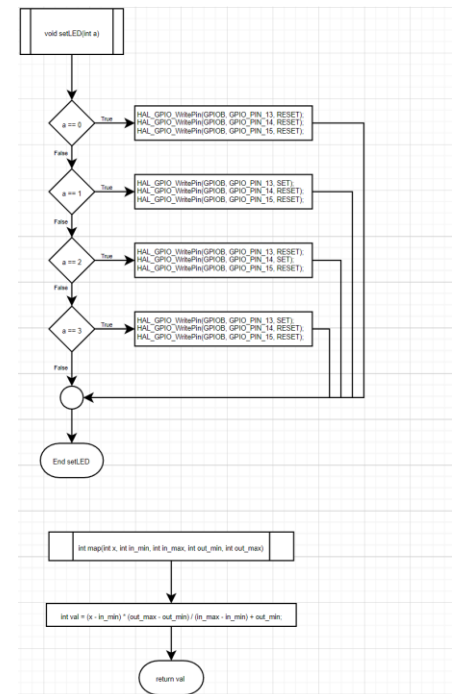 void setLED(int a)
a == 0
True
HAL_GPIO_WritePin(GPIOB, GPIO_PIN_13, RESET);
HAL_GPIO_WritePin(GPIOB, GPIO_PIN_14, RESET);
HAL_GPIO_WritePin(GPIOB, GPIO_PIN_15, RESET);
False
a == 1
True
HAL_GPIO_WritePin(GPIOB, GPIO_PIN_13, SET);
HAL_GPIO_WritePin(GPIOB, GPIO_PIN_14, RESET);
HAL_GPIO_WritePin(GPIOB, GPIO_PIN_15, RESET);
False
a == 2
True
HAL_GPIO_WritePin(GPIOB, GPIO_PIN_13, RESET);
HAL_GPIO_WritePin(GPIOB, GPIO_PIN_14, SET);
HAL_GPIO_WritePin(GPIOB, GPIO_PIN_15, RESET);
False
a == 3
True
HAL_GPIO_WritePin(GPIOB, GPIO_PIN_13, SET);
HAL_GPIO_WritePin(GPIOB, GPIO_PIN_14, RESET);
HAL_GPIO_WritePin(GPIOB, GPIO_PIN_15, RESET);
False
End setLED
int map(int x, int in_min, int in_max, int out_min, int out_max)
int val = (x - in_min) * (out_max - out_min) / (in_max - in_min) + out_min;
return val